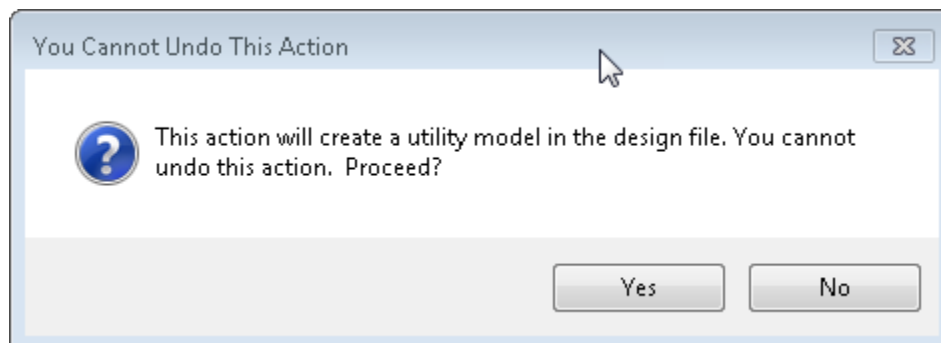 You Cannot Undo This Action
This action will create a utility model in the design file. You cannot
undo this action.  Proceed?
Yes
No